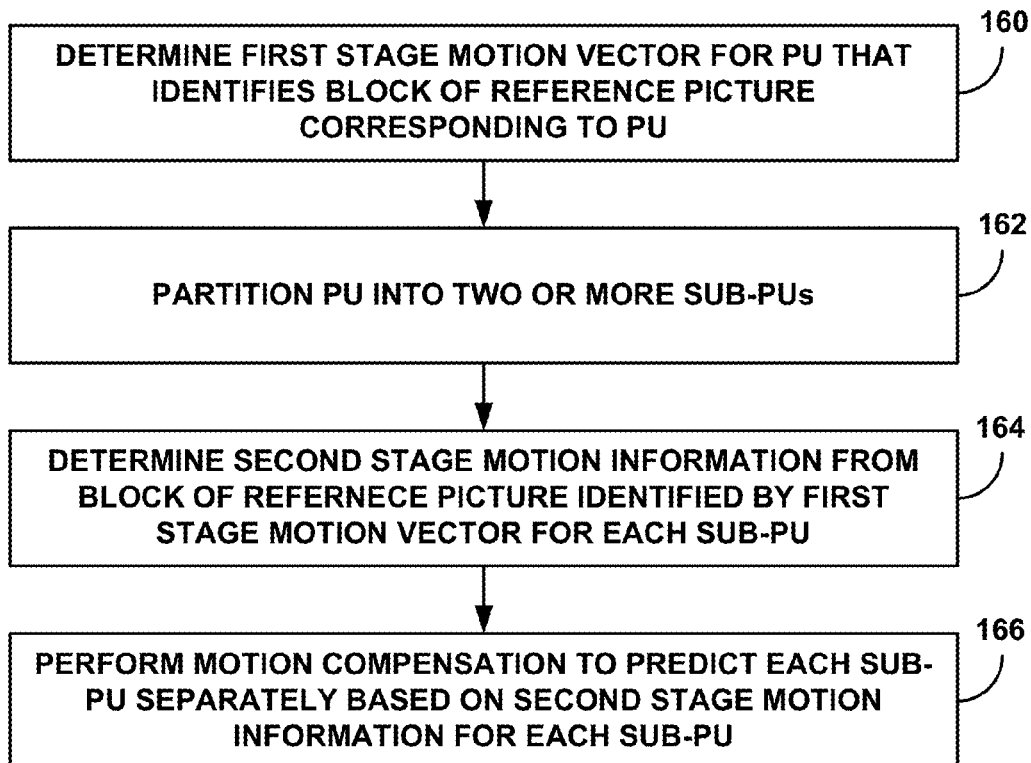 160
DETERMINE FIRST STAGE MOTION VECTOR FOR PU THAT
IDENTIFIES BLOCK OF REFERENCE PICTURE
CORRESPONDING TO PU
162
PARTITION PU INTO TWO OR MORE SUB-PUs
164
DETERMINE SECOND STAGE MOTION INFORMATION FROM
BLOCK OF REFERNECE PICTURE IDENTIFIED BY FIRST
STAGE MOTION VECTOR FOR EACH SUB-PU
166
PERFORM MOTION COMPENSATION TO PREDICT EACH SUB-
PU SEPARATELY BASED ON SECOND STAGE MOTION
INFORMATION FOR EACH SUB-PU